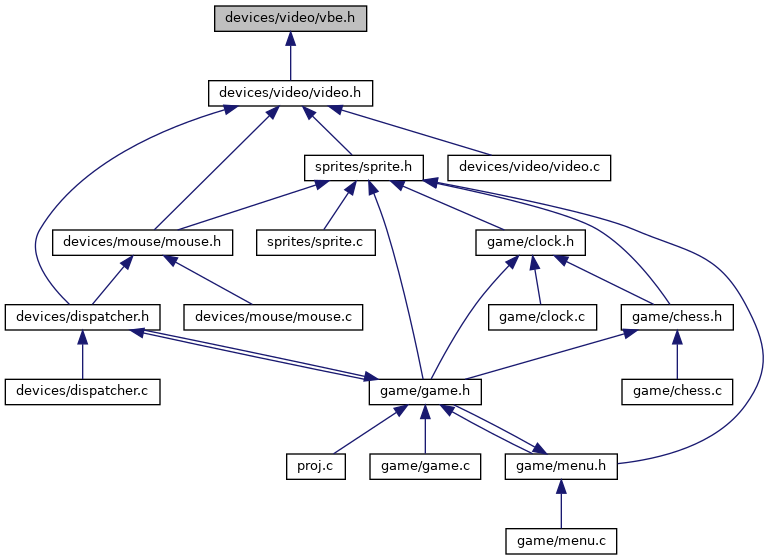 devices/video/vbe.h
devices/video/video.h
sprites/sprite.h
devices/video/video.c
devices/mouse/mouse.h
sprites/sprite.c
game/clock.h
devices/dispatcher.h
devices/mouse/mouse.c
game/clock.c
game/chess.h
devices/dispatcher.c
game/game.h
game/chess.c
proj.c
game/game.c
game/menu.h
game/menu.c